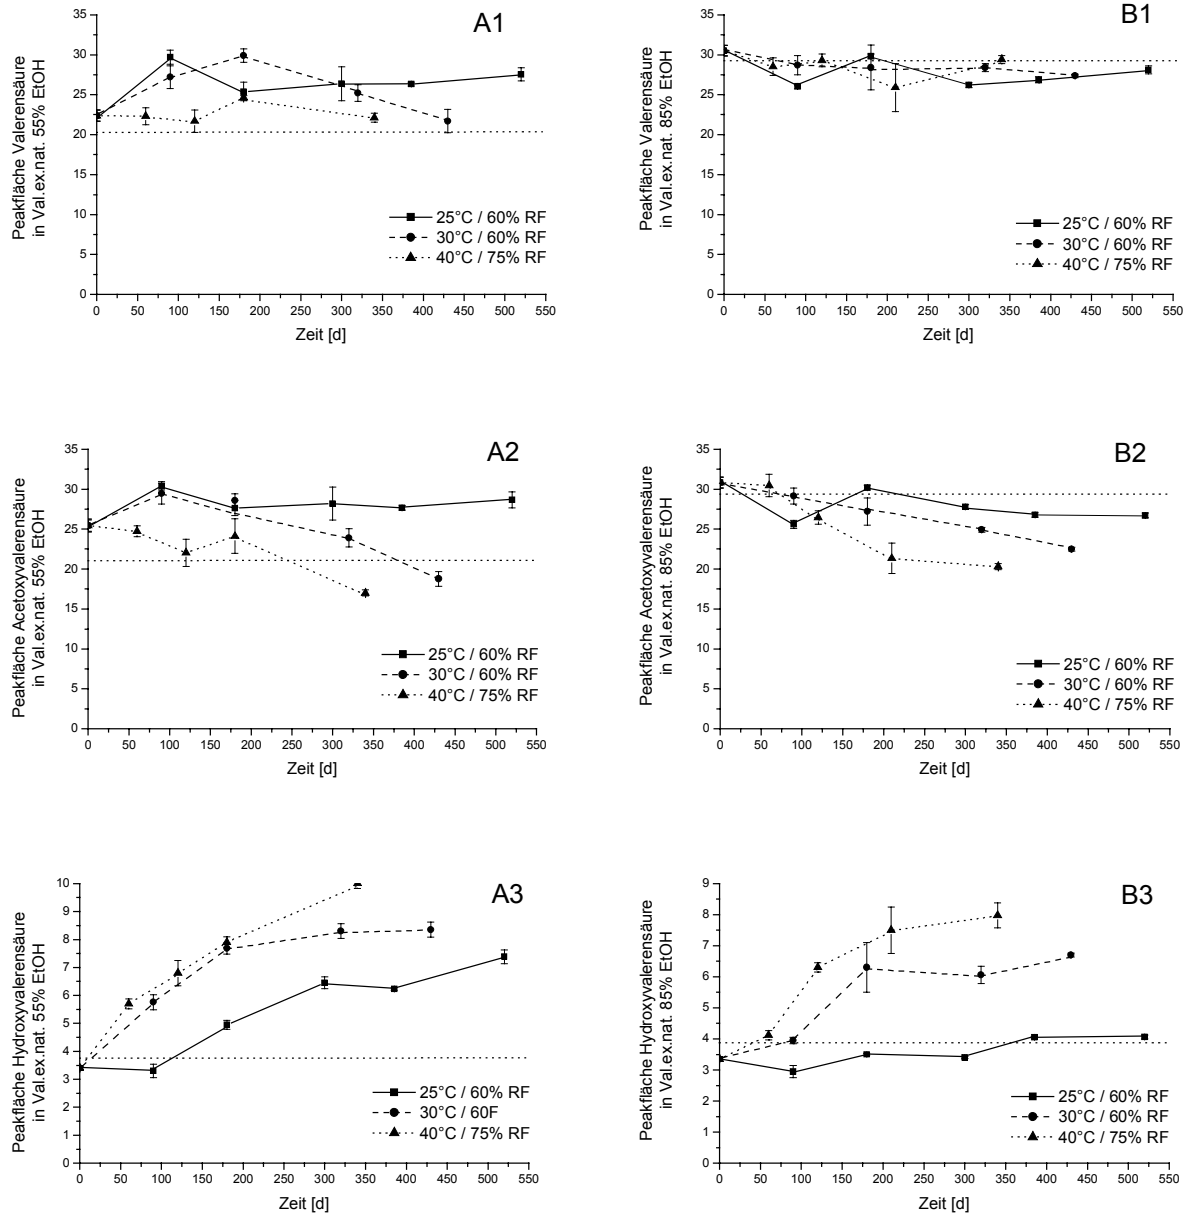 A1
Peakfläche Valerensäure
in Val.ex.nat. 55% EtOH
35
30
25
20
15
10
5
0
25°C / 60% RF
30°C / 60% RF
40°C / 75% RF
0 50 100 150 200 250 300 350 400 450 500 550
Zeit [d]
B1
Peakfläche Valerensäure
in Val.ex.nat. 85% EtOH
35
30
25
20
15
10
5
0
25°C / 60% RF
30°C / 60% RF
40°C / 75% RF
0 50 100 150 200 250 300 350 400 450 500 550
Zeit [d]
A2
Peakfläche Acetoxyvalerensäure
in Val.ex.nat. 55% EtOH
35
30
25
20
15
10
5
0
25°C / 60% RF
30°C / 60% RF
40°C / 75% RF
0 50 100 150 200 250 300 350 400 450 500 550
Zeit [d]
B2
Peakfläche Acetoxyvalerensäure
in Val.ex.nat. 85% EtOH
35
30
25
20
15
10
5
0
25°C / 60% RF
30°C / 60% RF
40°C / 75% RF
0 50 100 150 200 250 300 350 400 450 500 550
Zeit [d]
A3
Peakfläche Hydroxyvalerensäure
in Val.ex.nat. 55% EtOH
10
9
8
7
6
5
4
3
2
1
0
25°C / 60% RF
30°C / 60F
40°C / 75% RF
0 50 100 150 200 250 300 350 400 450 500 550
Zeit [d]
B3
Peakfläche Hydroxyvalerensäure
in Val.ex.nat. 85% EtOH
9
8
7
6
5
4
3
2
1
0
25°C / 60% RF
30°C / 60% RF
40°C / 75% RF
0 50 100 150 200 250 300 350 400 450 500 550
Zeit [d]